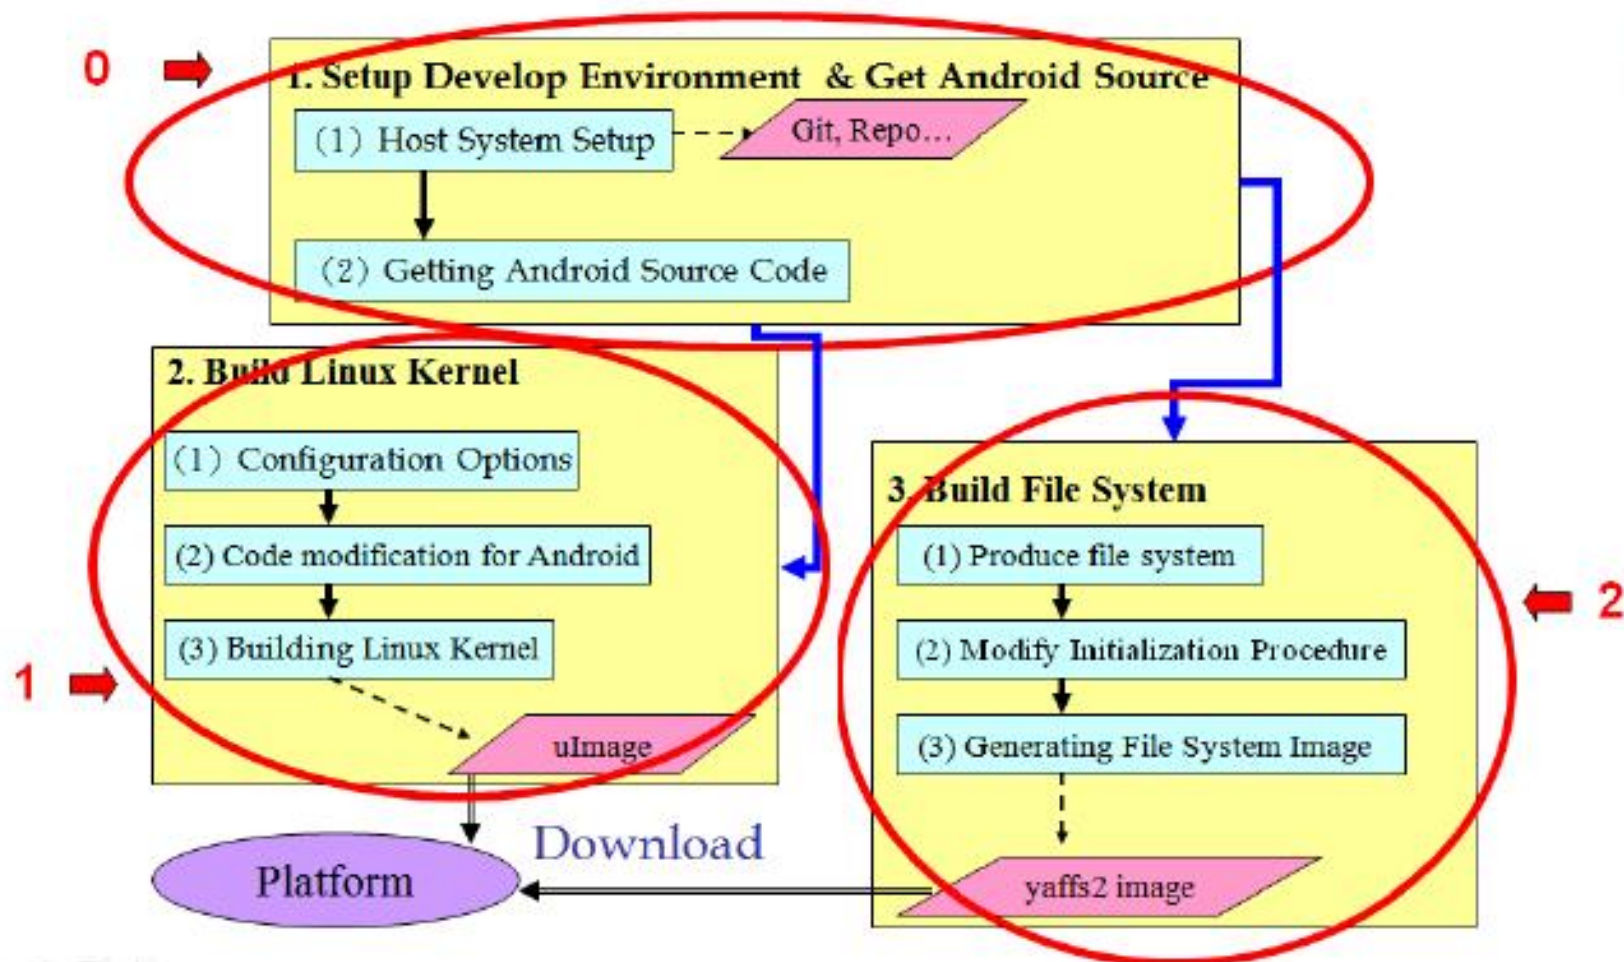 0
1. Setup Develop Environment & Get Android Source
(1) Host System Setup
Git, Repo...
(2) Getting Android Source Code
2. Build Linux Kernel
(1) Configuration Options
(2) Code modification for Android
(3) Building Linux Kernel
1
uImage
3. Build File System
(1) Produce file system
2
(2) Modify Initialization Procedure
(3) Generating File System Image
yaffs2 image
Download
Platform